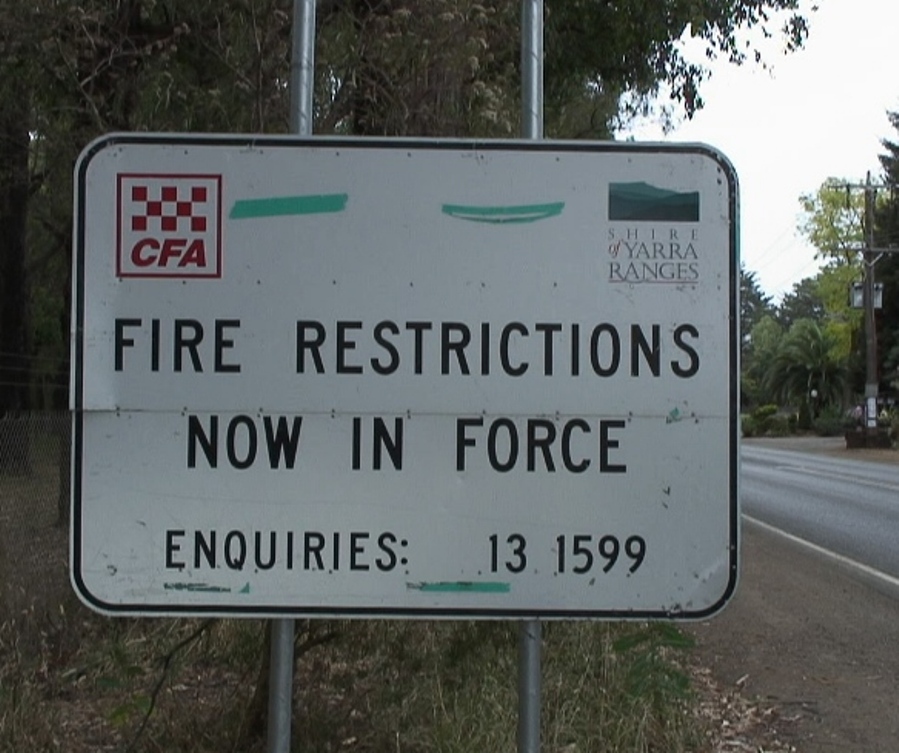 CFA
SHIRE
of YARRA
RANGES
FIRE RESTRICTIONS
NOW IN FORCE
ENQUIRIES: 13 1599